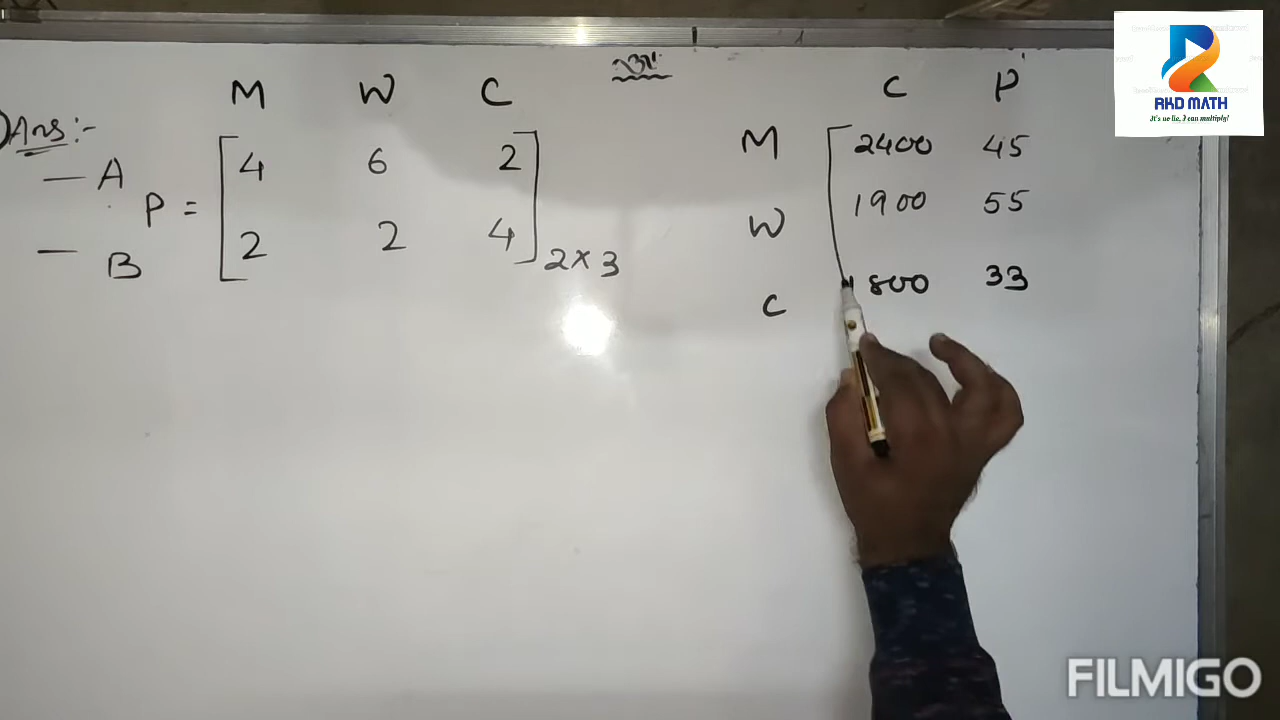 M W C
C P
Ans:-
— A
P = [ 4 6 2
2 2 4 ] 2×3
— B
M [ 2400 45
W 1900 55
C 1800 33
RKD MATH
It's no lie, I can multiply!
FILMIGO